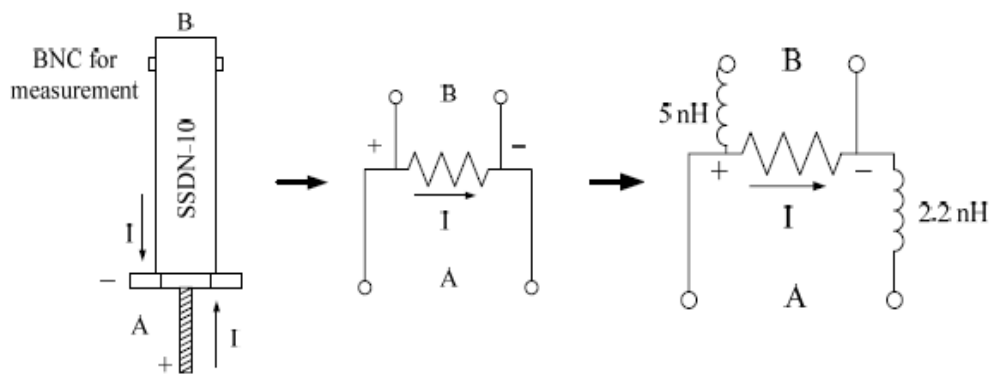 B
BNC for
measurement
SSDN-10
I
−
A
+
I
B
+
−
I
A
B
5 nH
+
−
I
2.2 nH
A